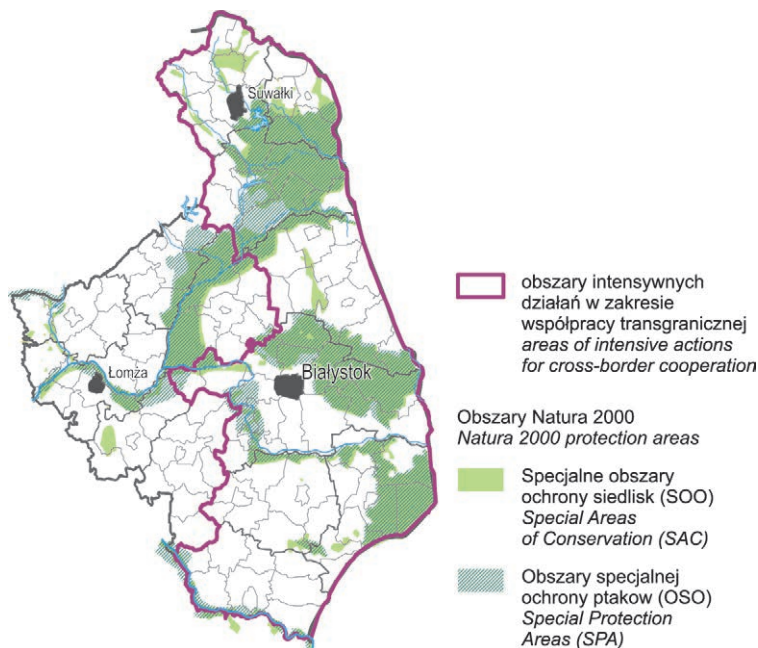 Suwałki
Łomża
Białystok
obszary intensywnych
działań w zakresie
współpracy transgranicznej
areas of intensive actions
for cross-border cooperation
Obszary Natura 2000
Natura 2000 protection areas
Specjalne obszary
ochrony siedlisk (SOO)
Special Areas
of Conservation (SAC)
Obszary specjalnej
ochrony ptakow (OSO)
Special Protection
Areas (SPA)